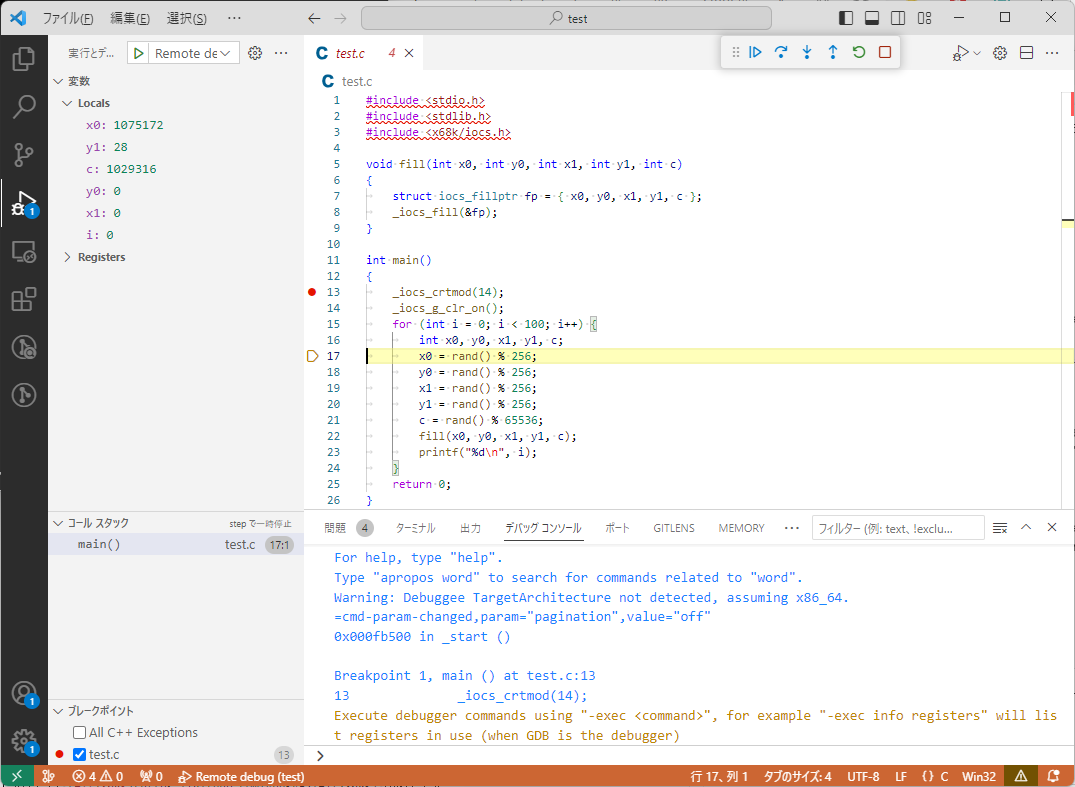 ファイル(F) 編集(E) 選択(S) ··· test
実行とデ... Remote de ···
変数
Locals
x0: 1075172
y1: 28
c: 1029316
y0: 0
x1: 0
i: 0
Registers
コール スタック step で一時停止
main() test.c 17:1
ブレークポイント
All C++ Exceptions
test.c 13
1
1
1
test.c 4
test.c
1 #include <stdio.h>
2 #include <stdlib.h>
3 #include <x68k/iocs.h>
4
5 void fill(int x0, int y0, int x1, int y1, int c)
6 {
7 struct iocs_fillptr fp = { x0, y0, x1, y1, c };
8 _iocs_fill(&fp);
9 }
10
11 int main()
12 {
13 _iocs_crtmod(14);
14 _iocs_g_clr_on();
15 for (int i = 0; i < 100; i++) {
16 int x0, y0, x1, y1, c;
17 x0 = rand() % 256;
18 y0 = rand() % 256;
19 x1 = rand() % 256;
20 y1 = rand() % 256;
21 c = rand() % 65536;
22 fill(x0, y0, x1, y1, c);
23 printf("%d\n", i);
24 }
25 return 0;
26 }
問題 4 ターミナル 出力 デバッグ コンソール ポート GITLENS MEMORY ··· フィルター (例: text、!exclu...
For help, type "help".
Type "apropos word" to search for commands related to "word".
Warning: Debuggee TargetArchitecture not detected, assuming x86_64.
=cmd-param-changed,param="pagination",value="off"
0x000fb500 in _start ()
Breakpoint 1, main () at test.c:13
13 _iocs_crtmod(14);
Execute debugger commands using "-exec <command>", for example "-exec info registers" will lis
t registers in use (when GDB is the debugger)
4 0 0 Remote debug (test) 行 17、列 1 タブのサイズ: 4 UTF-8 LF {} C Win32